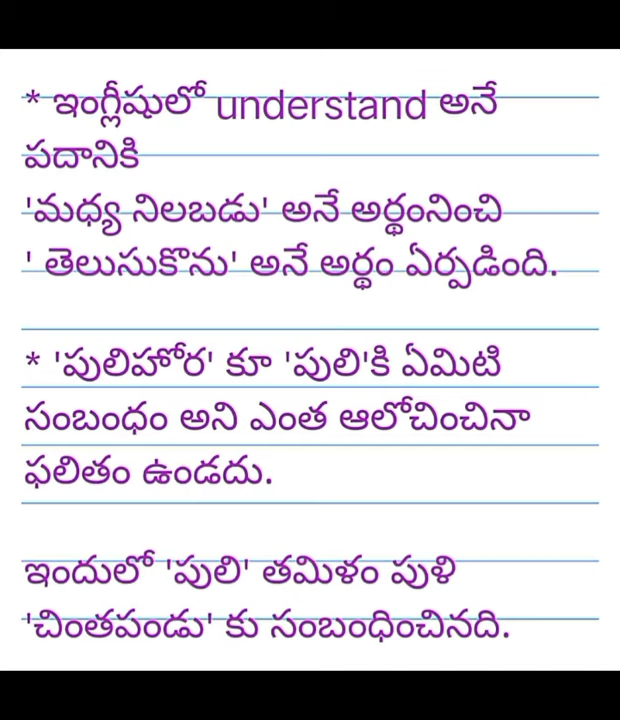 * ఇంగ్లీషులో understand అనే
పదానికి
'మధ్య నిలబడు' అనే అర్థంనించి
' తెలుసుకొను' అనే అర్థం ఏర్పడింది.
* 'పులిహోర' కూ 'పులి'కి ఏమిటి
సంబంధం అని ఎంత ఆలోచించినా
ఫలితం ఉండదు.
ఇందులో 'పులి' తమిళం పుళి
'చింతపండు' కు సంబంధించినది.